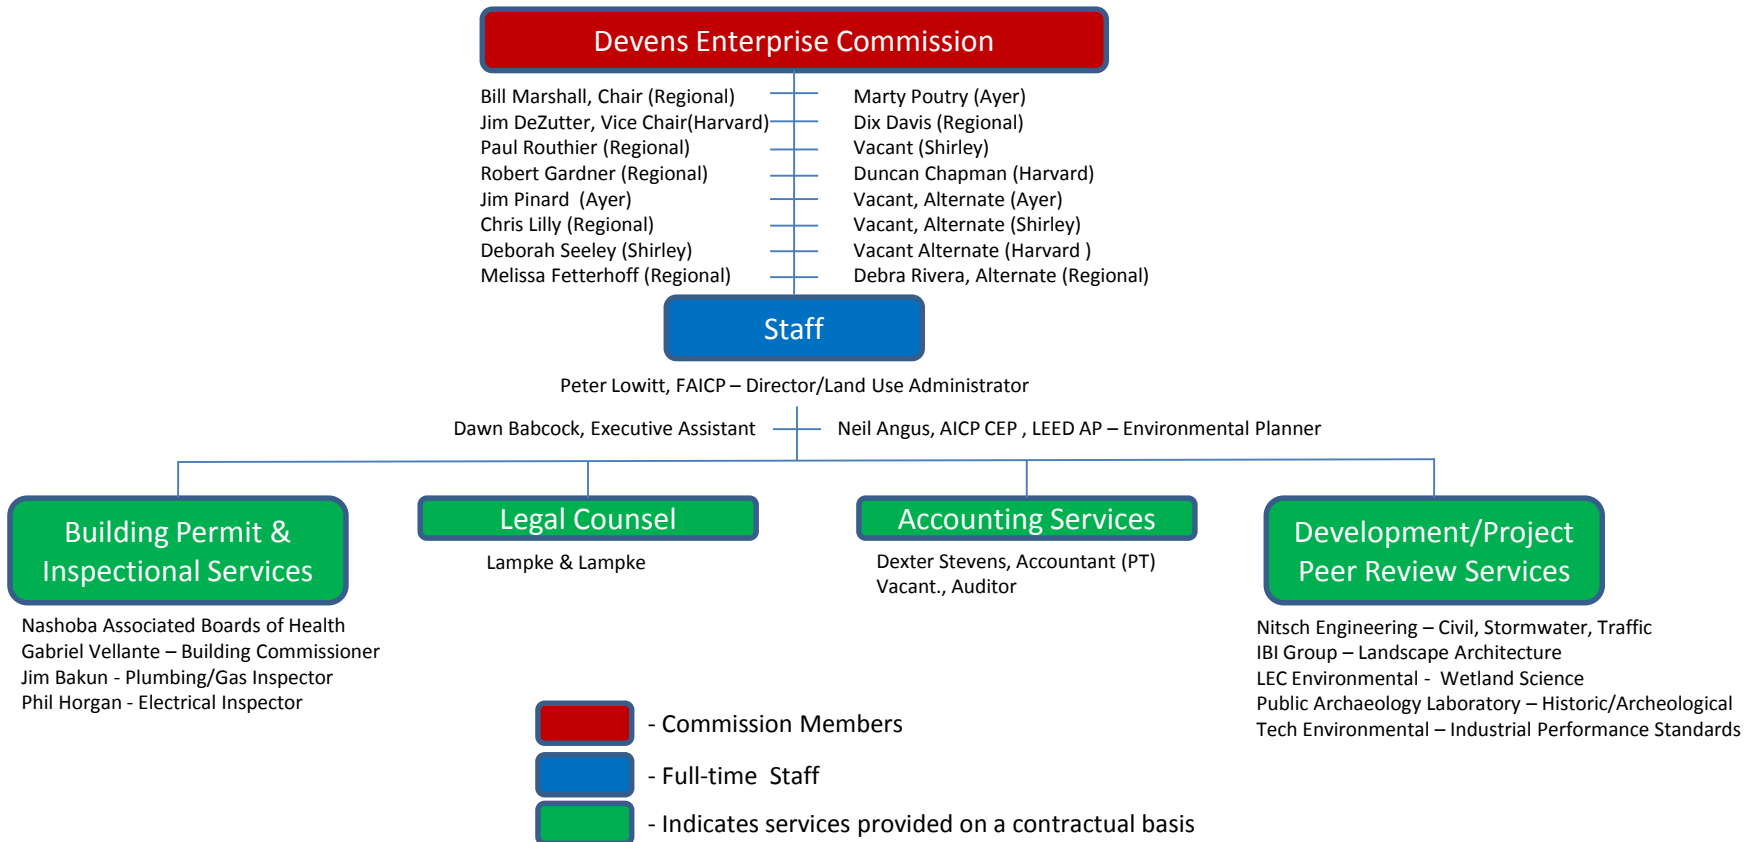 Devens Enterprise Commission
Bill Marshall, Chair (Regional)
Jim DeZutter, Vice Chair(Harvard)
Paul Routhier (Regional)
Robert Gardner (Regional)
Jim Pinard  (Ayer)
Chris Lilly (Regional)
Deborah Seeley (Shirley)
Melissa Fetterhoff (Regional)
Marty Poutry (Ayer)
Dix Davis (Regional)
Vacant (Shirley)
Duncan Chapman (Harvard)
Vacant, Alternate (Ayer)
Vacant, Alternate (Shirley)
Vacant Alternate (Harvard )
Debra Rivera, Alternate (Regional)
Staff
Peter Lowitt, FAICP – Director/Land Use Administrator
Dawn Babcock, Executive Assistant
Neil Angus, AICP CEP , LEED AP – Environmental Planner
Building Permit &
Inspectional Services
Nashoba Associated Boards of Health
Gabriel Vellante – Building Commissioner
Jim Bakun - Plumbing/Gas Inspector
Phil Horgan - Electrical Inspector
Legal Counsel
Lampke & Lampke
Accounting Services
Dexter Stevens, Accountant (PT)
Vacant., Auditor
Development/Project
Peer Review Services
Nitsch Engineering – Civil, Stormwater, Traffic
IBI Group – Landscape Architecture
LEC Environmental -  Wetland Science
Public Archaeology Laboratory – Historic/Archeological
Tech Environmental – Industrial Performance Standards
- Commission Members
- Full-time  Staff
- Indicates services provided on a contractual basis